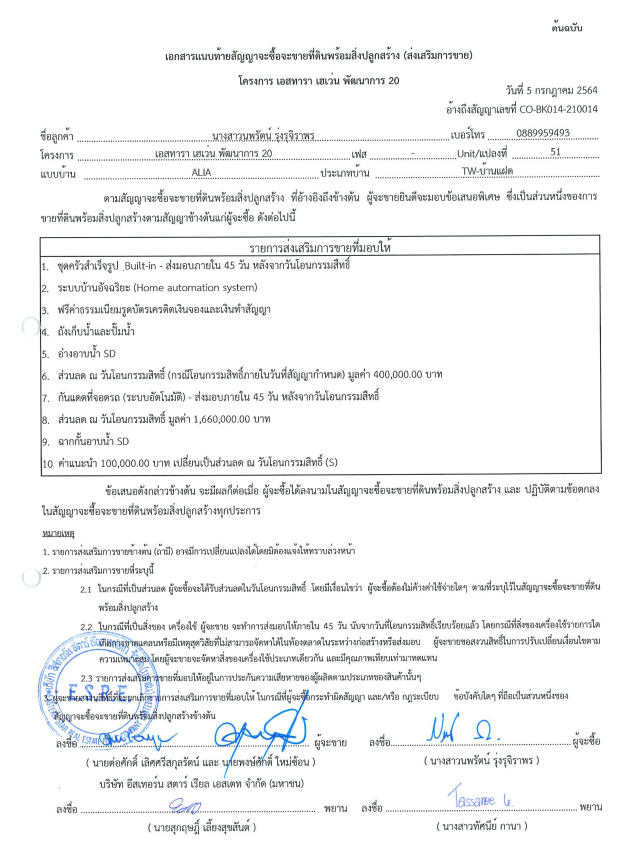 ต้นฉบับ
เอกสารแนบท้ายสัญญาจะซื้อจะขายที่ดินพร้อมสิ่งปลูกสร้าง (ส่งเสริมการขาย)
โครงการ เอสทารา เฮเว่น พัฒนาการ 20
วันที่ 5 กรกฎาคม 2564
อ้างถึงสัญญาเลขที่ CO-BK014-210014
ชื่อลูกค้า นางสาวนพรัตน์ รุ่งรุจิราพร เบอร์โทร 0889959493
โครงการ เอสทารา เฮเว่น พัฒนาการ 20 เฟส - Unit/แปลงที่ 51
แบบบ้าน ALIA ประเภทบ้าน TW-บ้านแฝด
ตามสัญญาจะซื้อจะขายที่ดินพร้อมสิ่งปลูกสร้าง ที่อ้างอิงถึงข้างต้น ผู้จะขายยินดีจะมอบข้อเสนอพิเศษ ซึ่งเป็นส่วนหนึ่งของการ
ขายที่ดินพร้อมสิ่งปลูกสร้างตามสัญญาข้างต้นแก่ผู้จะซื้อ ดังต่อไปนี้
รายการส่งเสริมการขายที่มอบให้
1. ชุดครัวสำเร็จรูป Built-in - ส่งมอบภายใน 45 วัน หลังจากวันโอนกรรมสิทธิ์
2. ระบบบ้านอัจฉริยะ (Home automation system)
3. ฟรีค่าธรรมเนียมรูดบัตรเครดิตเงินจองและเงินทำสัญญา
4. ถังเก็บน้ำและปั๊มน้ำ
5. อ่างอาบน้ำ SD
6. ส่วนลด ณ วันโอนกรรมสิทธิ์ (กรณีโอนกรรมสิทธิ์ภายในวันที่สัญญากำหนด) มูลค่า 400,000.00 บาท
7. กันแดดที่จอดรถ (ระบบอัตโนมัติ) - ส่งมอบภายใน 45 วัน หลังจากวันโอนกรรมสิทธิ์
8. ส่วนลด ณ วันโอนกรรมสิทธิ์ มูลค่า 1,660,000.00 บาท
9. ฉากกั้นอาบน้ำ SD
10 ค่าแนะนำ 100,000.00 บาท เปลี่ยนเป็นส่วนลด ณ วันโอนกรรมสิทธิ์ (S)
ข้อเสนอดังกล่าวข้างต้น จะมีผลก็ต่อเมื่อ ผู้จะซื้อได้ลงนามในสัญญาจะซื้อจะขายที่ดินพร้อมสิ่งปลูกสร้าง และ ปฏิบัติตามข้อตกลง
ในสัญญาจะซื้อจะขายที่ดินพร้อมสิ่งปลูกสร้างทุกประการ
หมายเหตุ
1. รายการส่งเสริมการขายข้างต้น (ถ้ามี) อาจมีการเปลี่ยนแปลงได้โดยมิต้องแจ้งให้ทราบล่วงหน้า
2. รายการส่งเสริมการขายที่ระบุนี้
2.1 ในกรณีที่เป็นส่วนลด ผู้จะซื้อจะได้รับส่วนลดในวันโอนกรรมสิทธิ์ โดยมีเงื่อนไขว่า ผู้จะซื้อต้องไม่ค้างค่าใช้จ่ายใดๆ ตามที่ระบุไว้ในสัญญาจะซื้อจะขายที่ดิน
พร้อมสิ่งปลูกสร้าง
2.2 ในกรณีที่เป็นสิ่งของ เครื่องใช้ ผู้จะขาย จะทำการส่งมอบให้ภายใน 45 วัน นับจากวันที่โอนกรรมสิทธิ์เรียบร้อยแล้ว โดยกรณีที่สิ่งของเครื่องใช้รายการใด
เกิดการขาดแคลนหรือมีเหตุสุดวิสัยที่ไม่สามารถจัดหาได้ในท้องตลาดในระหว่างก่อสร้างหรือส่งมอบ ผู้จะขายขอสงวนสิทธิ์ในการปรับเปลี่ยนเงื่อนไขตาม
ความเหมาะสม โดยผู้จะขายจะจัดหาสิ่งของเครื่องใช้ประเภทเดียวกัน และมีคุณภาพเทียบเท่ามาทดแทน
2.3 รายการส่งเสริมการขายที่มอบให้อยู่ในการประกันความเสียหายของผู้ผลิตตามประเภทของสินค้านั้นๆ
3. ผู้จะขายสงวนสิทธิ์ที่จะยกเลิกรายการส่งเสริมการขายที่มอบให้ ในกรณีที่ผู้จะซื้อกระทำผิดสัญญา และ/หรือ กฎระเบียบ ข้อบังคับใดๆ ที่ถือเป็นส่วนหนึ่งของ
สัญญาจะซื้อจะขายที่ดินพร้อมสิ่งปลูกสร้างข้างต้น
E S R E
ลงชื่อ ผู้จะขาย ลงชื่อ ผู้จะซื้อ
( นายต่อศักดิ์ เลิศศรีสกุลรัตน์ และ นายพงษ์ศักดิ์ ใหม่ซ้อน ) ( นางสาวนพรัตน์ รุ่งรุจิราพร )
บริษัท อีสเทอร์น สตาร์ เรียล เอสเตท จำกัด (มหาชน)
ลงชื่อ พยาน ลงชื่อ พยาน
( นายสุกฤษฎิ์ เลี้ยงสุขสันต์ ) ( นางสาวทัศนีย์ กานา )